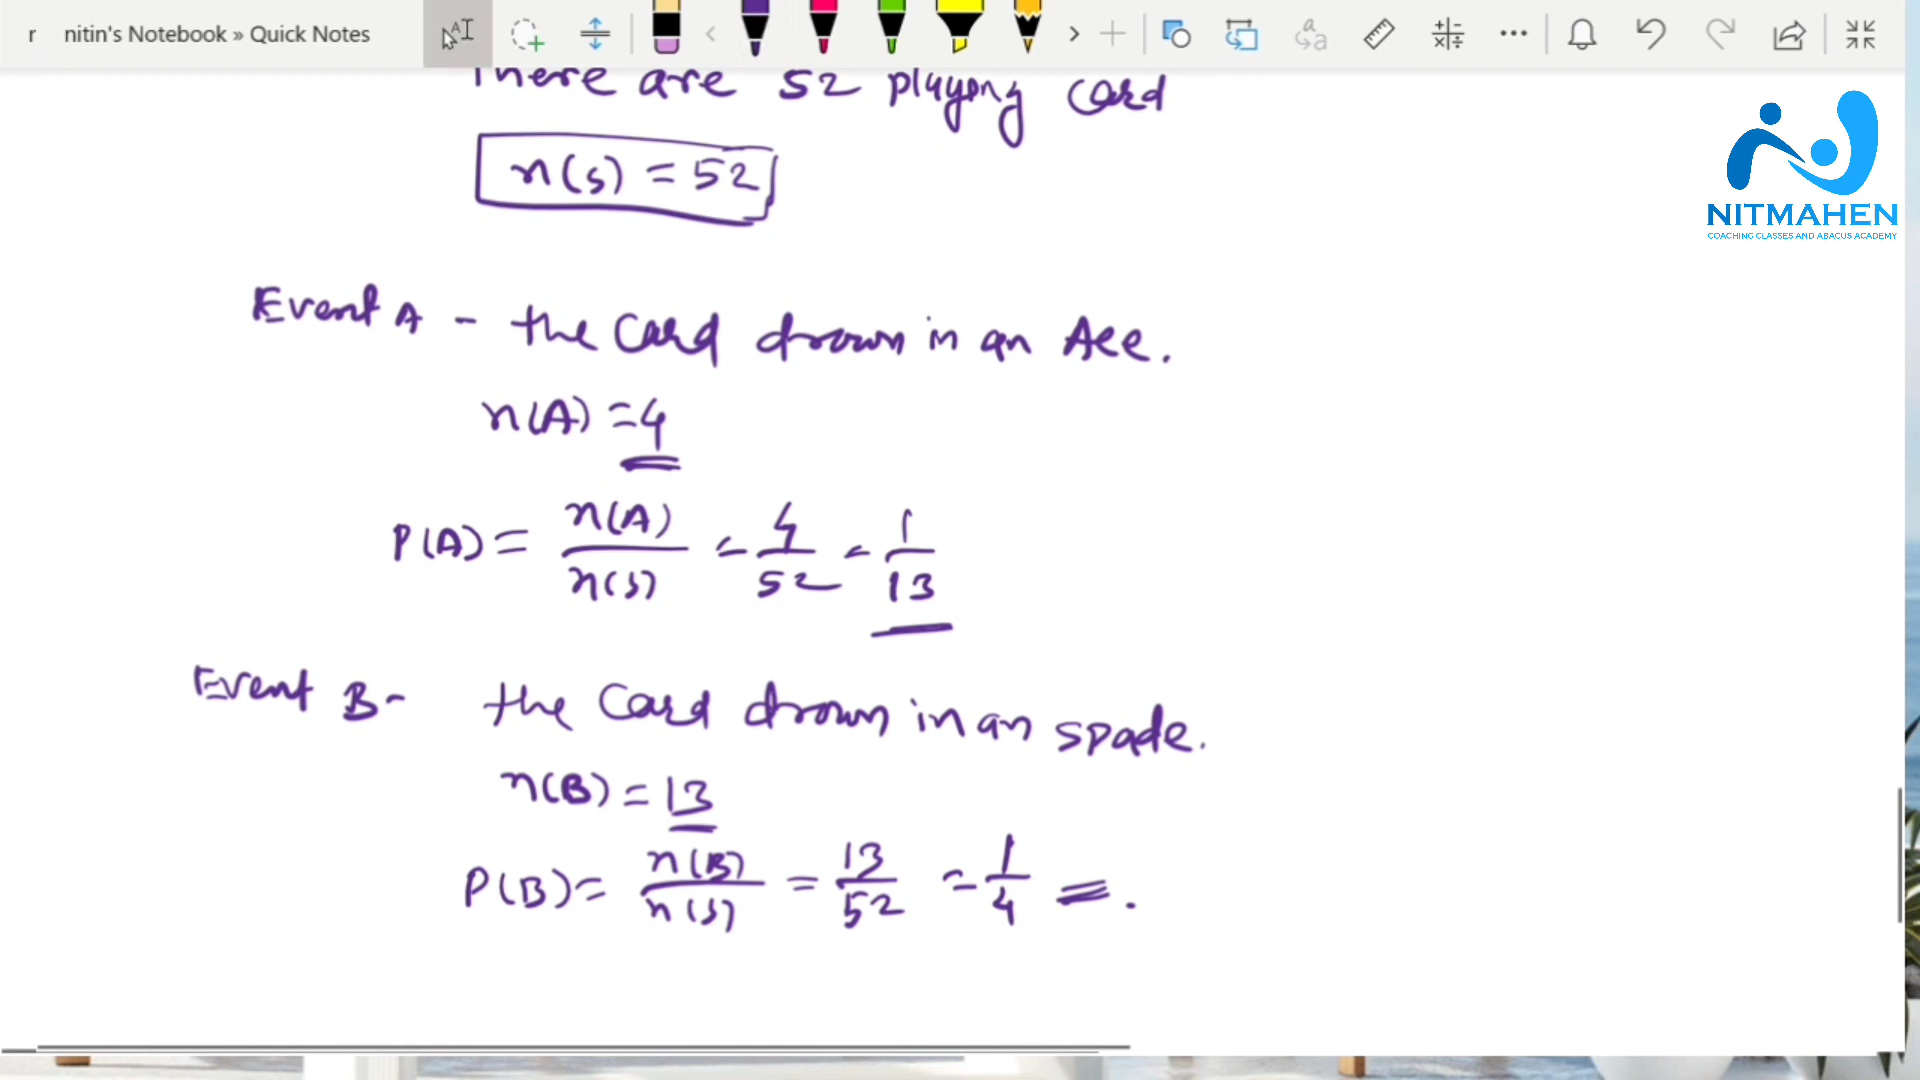 r nitin's Notebook » Quick Notes
There are 52 playing card
n(s) = 52
NITMAHEN
COACHING CLASSES AND ABACUS ACADEMY
Event A - the card drown in an Ace.
n(A) = 4
P(A) = n(A)/n(s) = 4/52 = 1/13
Event B - the card drown in an spade.
n(B) = 13
P(B) = n(B)/n(s) = 13/52 = 1/4 .